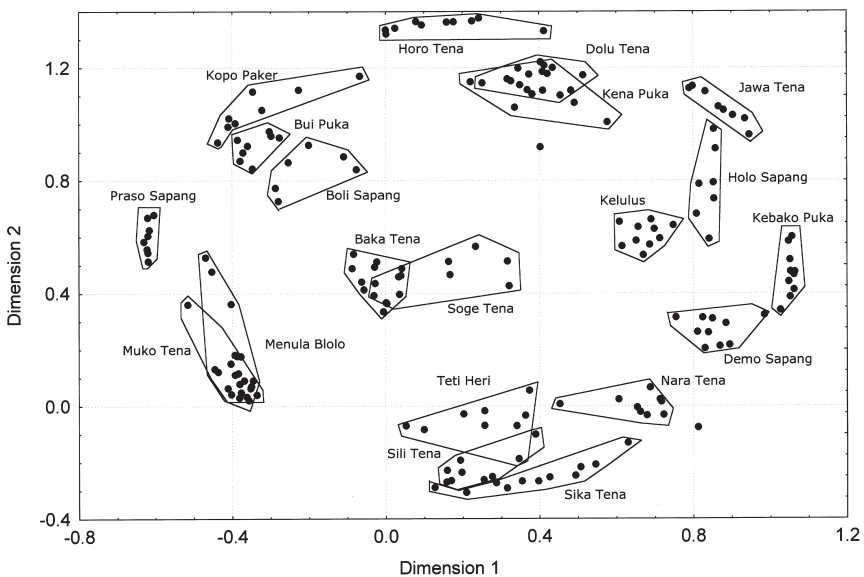 Horo Tena
Dolu Tena
1.2
Kopo Paker
Jawa Tena
Kena Puka
Bui Puka
0.8
Holo Sapang
Praso Sapang
Boli Sapang
Kelulus
Kebako Puka
Baka Tena
Dimension 2
0.4
Soge Tena
Menula Blolo
Muko Tena
Demo Sapang
Teti Heri
Nara Tena
0.0
Sili Tena
Sika Tena
-0.4
-0.8 -0.4 0.0 0.4 0.8 1.2
Dimension 1